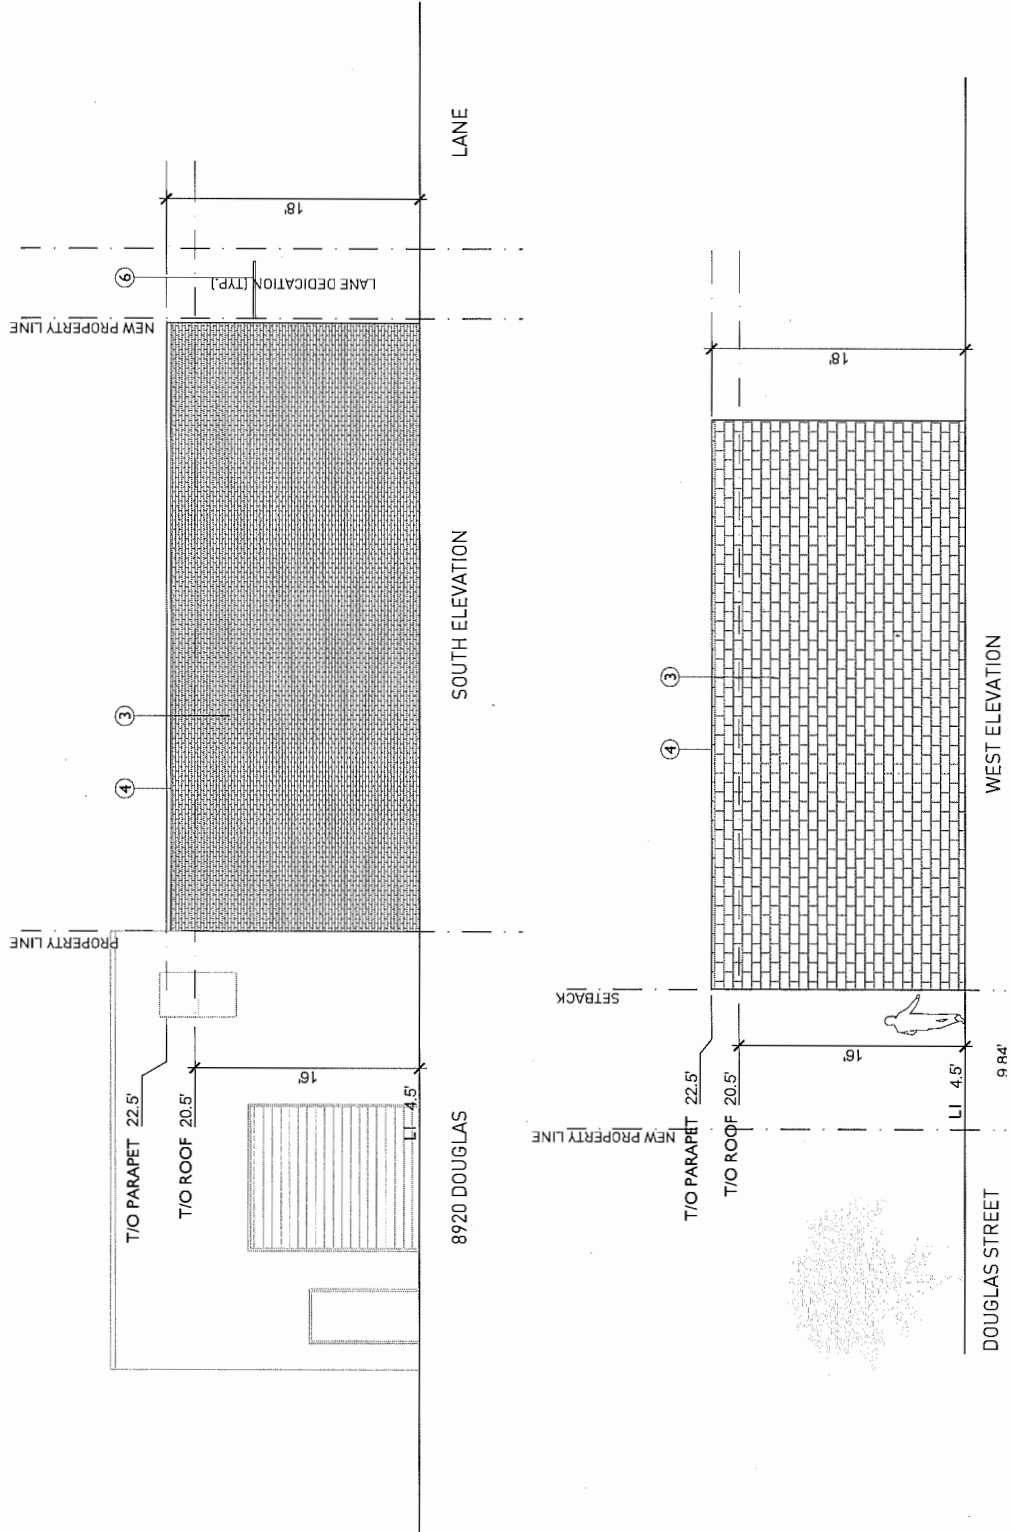 PROPERTY LINE
NEW PROPERTY LINE
4
3
6
T/O PARAPET 22.5'
T/O ROOF 20.5'
16'
LI 4.5'
LANE DEDICATION (TYP.)
18'
8920 DOUGLAS
SOUTH ELEVATION
LANE
NEW PROPERTY LINE
SETBACK
4
3
T/O PARAPET 22.5'
T/O ROOF 20.5'
16'
LI 4.5'
18'
9.84'
DOUGLAS STREET
WEST ELEVATION